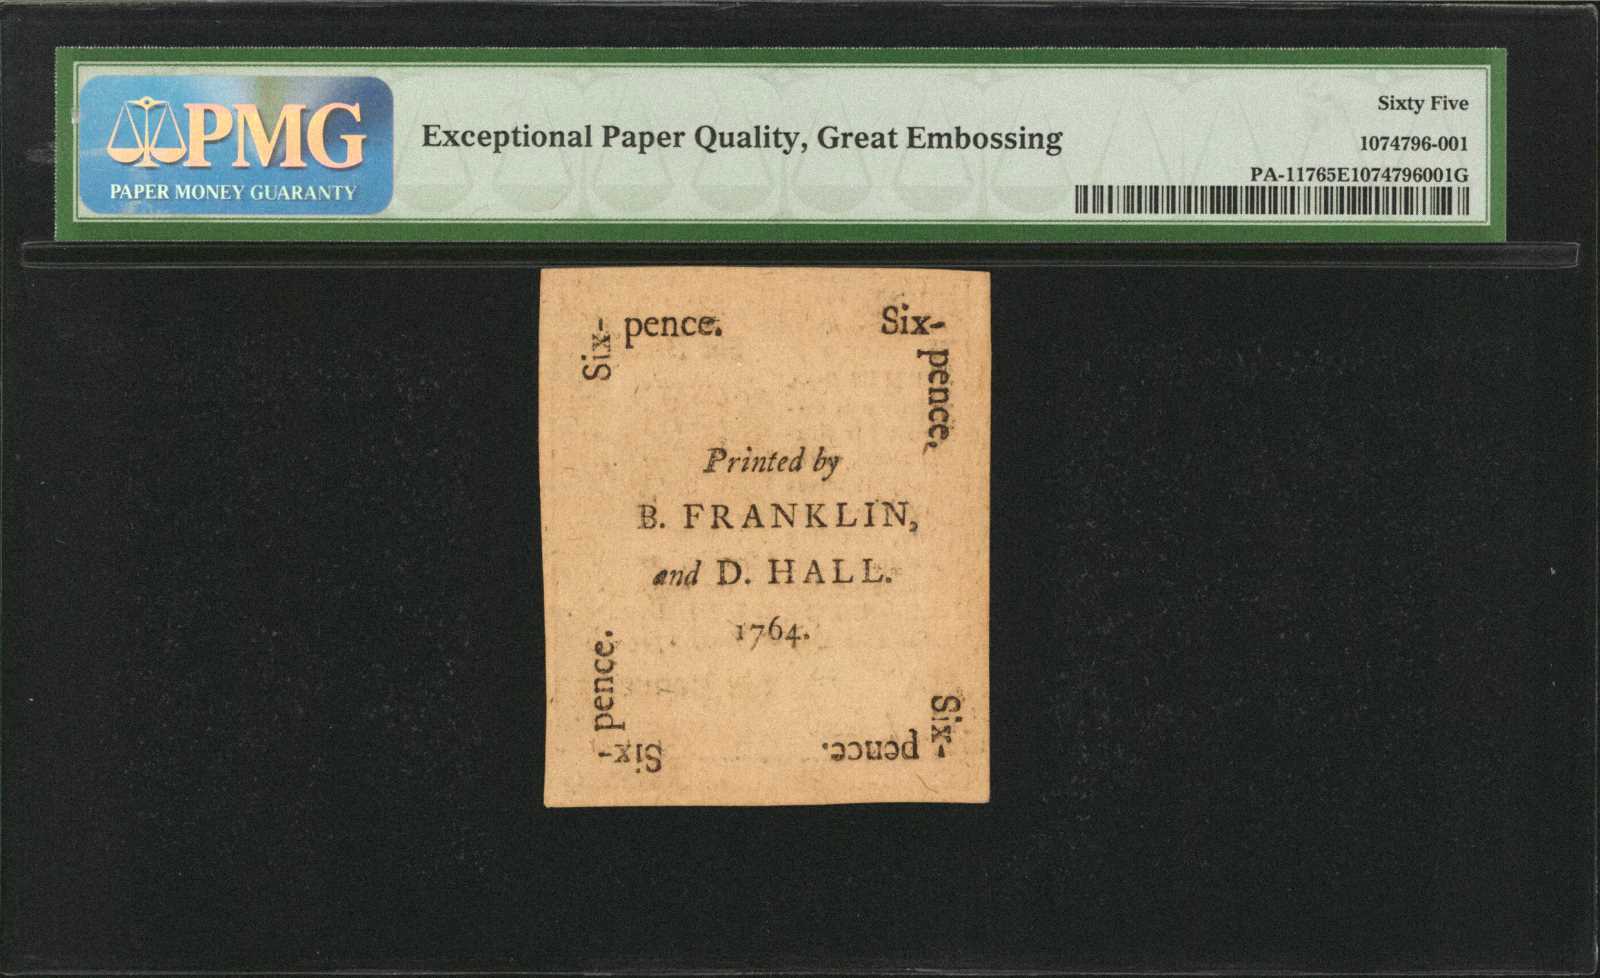 PMG
PAPER MONEY GUARANTY
Exceptional Paper Quality, Great Embossing
Sixty Five
1074796-001
PA-11765E1074796001G
Six-pence.
Six-pence,
Printed by
B. FRANKLIN,
and D. HALL.
1764.
Six-pence.
Six-pence.